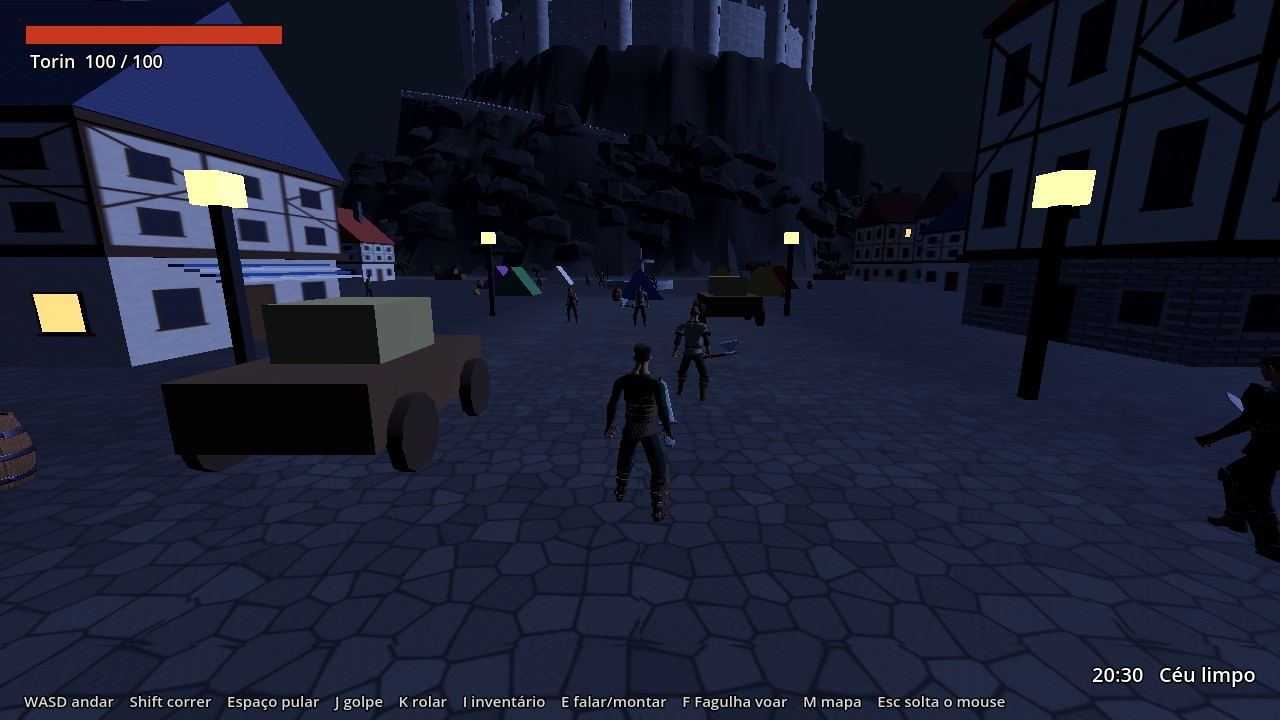 Torin 100 / 100
20:30 Céu limpo
WASD andar Shift correr Espaço pular J golpe K rolar I inventário E falar/montar F Fagulha voar M mapa Esc solta o mouse